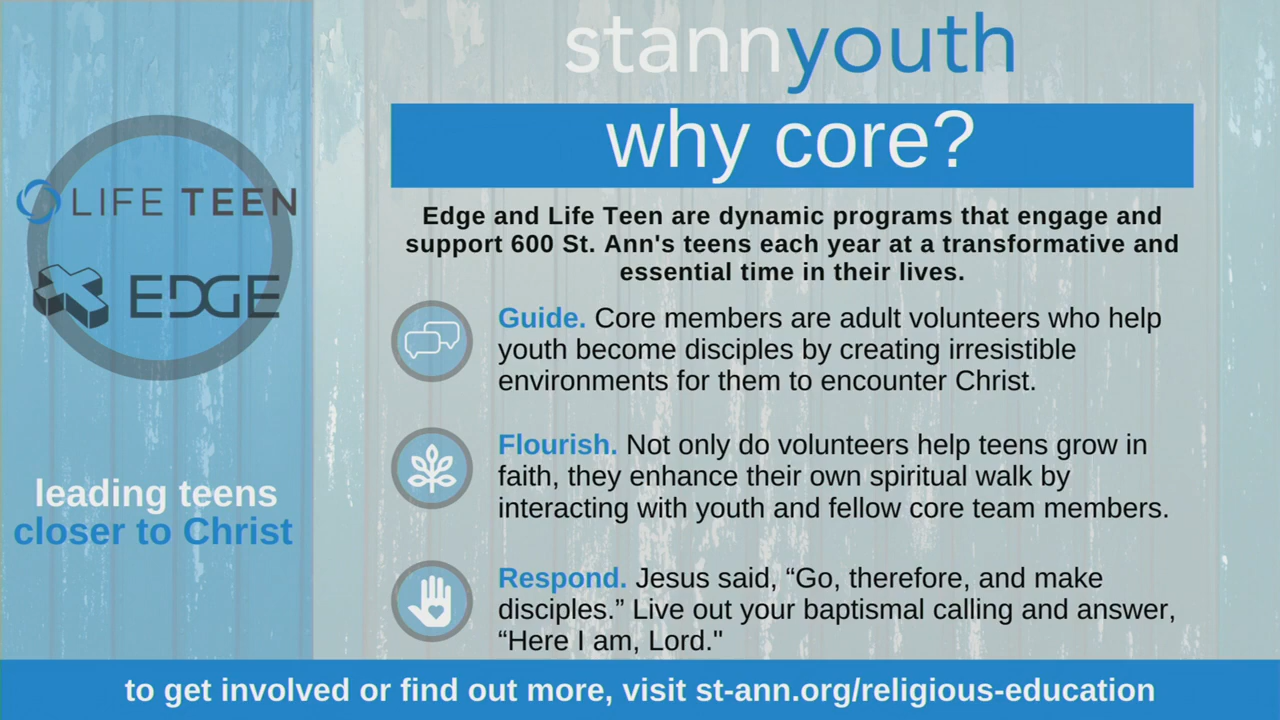 stannyouth
why core?
LIFE TEEN
EDGE
leading teens
closer to Christ
Edge and Life Teen are dynamic programs that engage and
support 600 St. Ann's teens each year at a transformative and
essential time in their lives.
Guide. Core members are adult volunteers who help
youth become disciples by creating irresistible
environments for them to encounter Christ.
Flourish. Not only do volunteers help teens grow in
faith, they enhance their own spiritual walk by
interacting with youth and fellow core team members.
Respond. Jesus said, “Go, therefore, and make
disciples.” Live out your baptismal calling and answer,
“Here I am, Lord."
to get involved or find out more, visit st-ann.org/religious-education